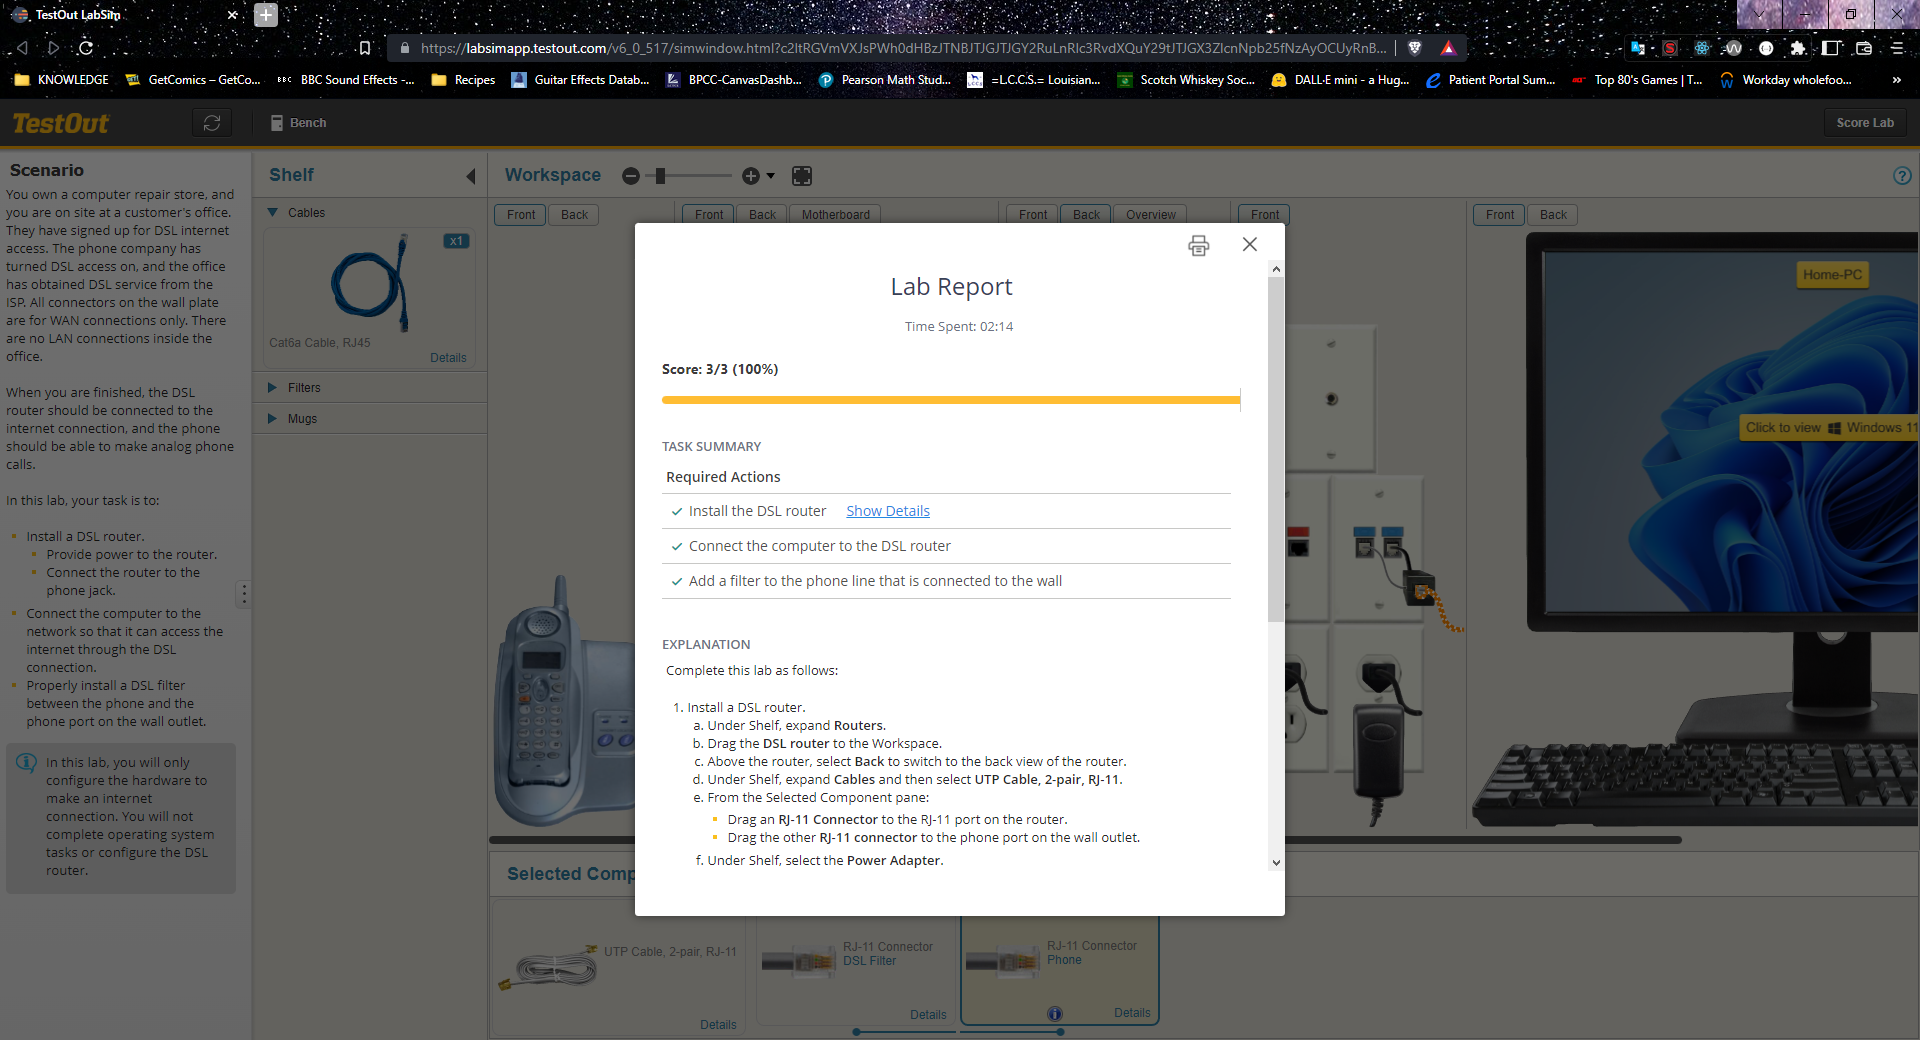 TestOut LabSim
https://labsimapp.testout.com/v6_0_517/simwindow.html?
KNOWLEDGE
GetComics – GetCo...
BBC
BBC Sound Effects -...
Recipes
Guitar Effects Datab...
BPCC-CanvasDashb...
Pearson Math Stud...
=L.C.C.S.= Louisian...
Scotch Whiskey Soc...
DALL·E mini - a Hug...
Patient Portal Sum...
Top 80's Games | T...
Workday wholefoo...
»
TestOut
Bench
Score Lab
Scenario
You own a computer repair store, and
you are on site at a customer's office.
They have signed up for DSL internet
access. The phone company has
turned DSL access on, and the office
has obtained DSL service from the
ISP. All connectors on the wall plate
are for WAN connections only. There
are no LAN connections inside the
office.
When you are finished, the DSL
router should be connected to the
internet connection, and the phone
should be able to make analog phone
calls.
In this lab, your task is to:
Install a DSL router.
Provide power to the router.
Connect the router to the
phone jack.
Connect the computer to the
network so that it can access the
internet through the DSL
connection.
Properly install a DSL filter
between the phone and the
phone port on the wall outlet.
In this lab, you will only
configure the hardware to
make an internet
connection. You will not
complete operating system
tasks or configure the DSL
router.
Shelf
Cables
x1
Cat6a Cable, RJ45
Details
Filters
Mugs
Workspace
Front Back
Front Back Motherboard
Front Back Overview
Front
Front Back
Home-PC
Click to view Windows 11
Lab Report
Time Spent: 02:14
Score: 3/3 (100%)
TASK SUMMARY
Required Actions
Install the DSL router Show Details
Connect the computer to the DSL router
Add a filter to the phone line that is connected to the wall
EXPLANATION
Complete this lab as follows:
1. Install a DSL router.
a. Under Shelf, expand Routers.
b. Drag the DSL router to the Workspace.
c. Above the router, select Back to switch to the back view of the router.
d. Under Shelf, expand Cables and then select UTP Cable, 2-pair, RJ-11.
e. From the Selected Component pane:
Drag an RJ-11 Connector to the RJ-11 port on the router.
Drag the other RJ-11 connector to the phone port on the wall outlet.
f. Under Shelf, select the Power Adapter.
Selected Comp
UTP Cable, 2-pair, RJ-11
Details
RJ-11 Connector
DSL Filter
Details
RJ-11 Connector
Phone
Details